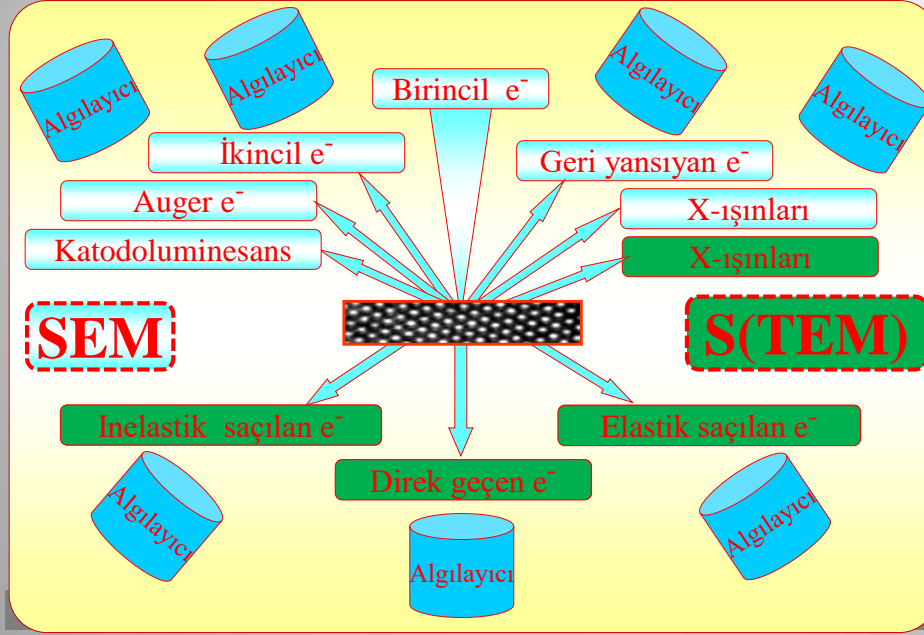 Algılayıcı
Algılayıcı
Algılayıcı
Algılayıcı
Birincil e⁻
İkincil e⁻
Geri yansıyan e⁻
Auger e⁻
X-ışınları
Katodoluminesans
X-ışınları
SEM
S(TEM)
Inelastik saçılan e⁻
Elastik saçılan e⁻
Direk geçen e⁻
Algılayıcı
Algılayıcı
Algılayıcı